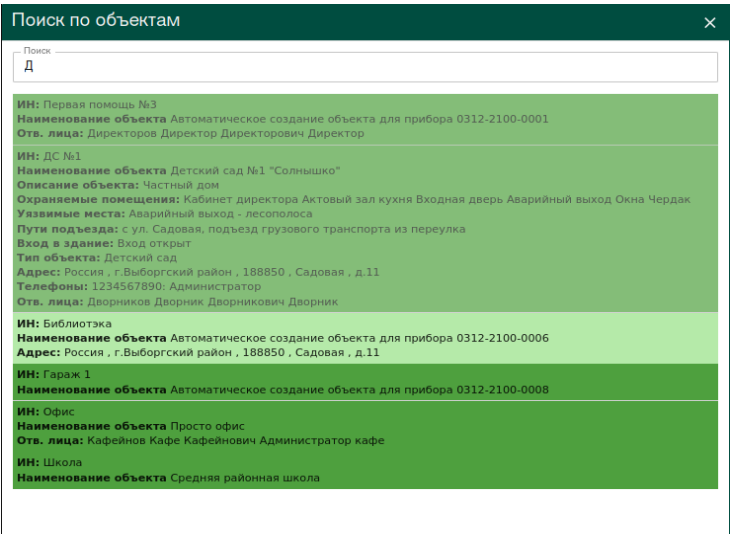 Поиск по объектам
Поиск
Д
ИН: Первая помощь №3
Наименование объекта Автоматическое создание объекта для прибора 0312-2100-0001
Отв. лица: Директоров Директор Директорович Директор
ИН: ДС №1
Наименование объекта Детский сад №1 "Солнышко"
Описание объекта: Частный дом
Охраняемые помещения: Кабинет директора Актовый зал кухня Входная дверь Аварийный выход Окна Чердак
Уязвимые места: Аварийный выход - лесополоса
Пути подъезда: с ул. Садовая, подъезд грузового транспорта из переулка
Вход в здание: Вход открыт
Тип объекта: Детский сад
Адрес: Россия , г.Выборгский район , 188850 , Садовая , д.11
Телефоны: 1234567890: Администратор
Отв. лица: Дворников Дворник Дворникович Дворник
ИН: Библиотэка
Наименование объекта Автоматическое создание объекта для прибора 0312-2100-0006
Адрес: Россия , г.Выборгский район , 188850 , Садовая , д.11
ИН: Гараж 1
Наименование объекта Автоматическое создание объекта для прибора 0312-2100-0008
ИН: Офис
Наименование объекта Просто офис
Отв. лица: Кафейнов Кафе Кафейнович Администратор кафе
ИН: Школа
Наименование объекта Средняя районная школа